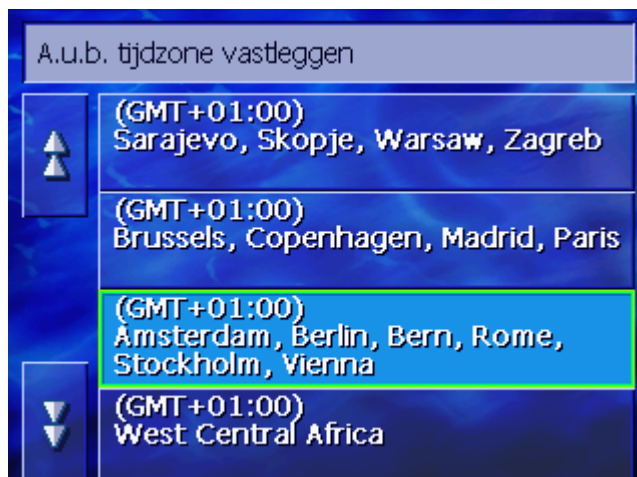 A.u.b. tijdzone vastleggen
(GMT+01:00)
Sarajevo, Skopje, Warsaw, Zagreb
(GMT+01:00)
Brussels, Copenhagen, Madrid, Paris
(GMT+01:00)
Amsterdam, Berlin, Bern, Rome,
Stockholm, Vienna
(GMT+01:00)
West Central Africa